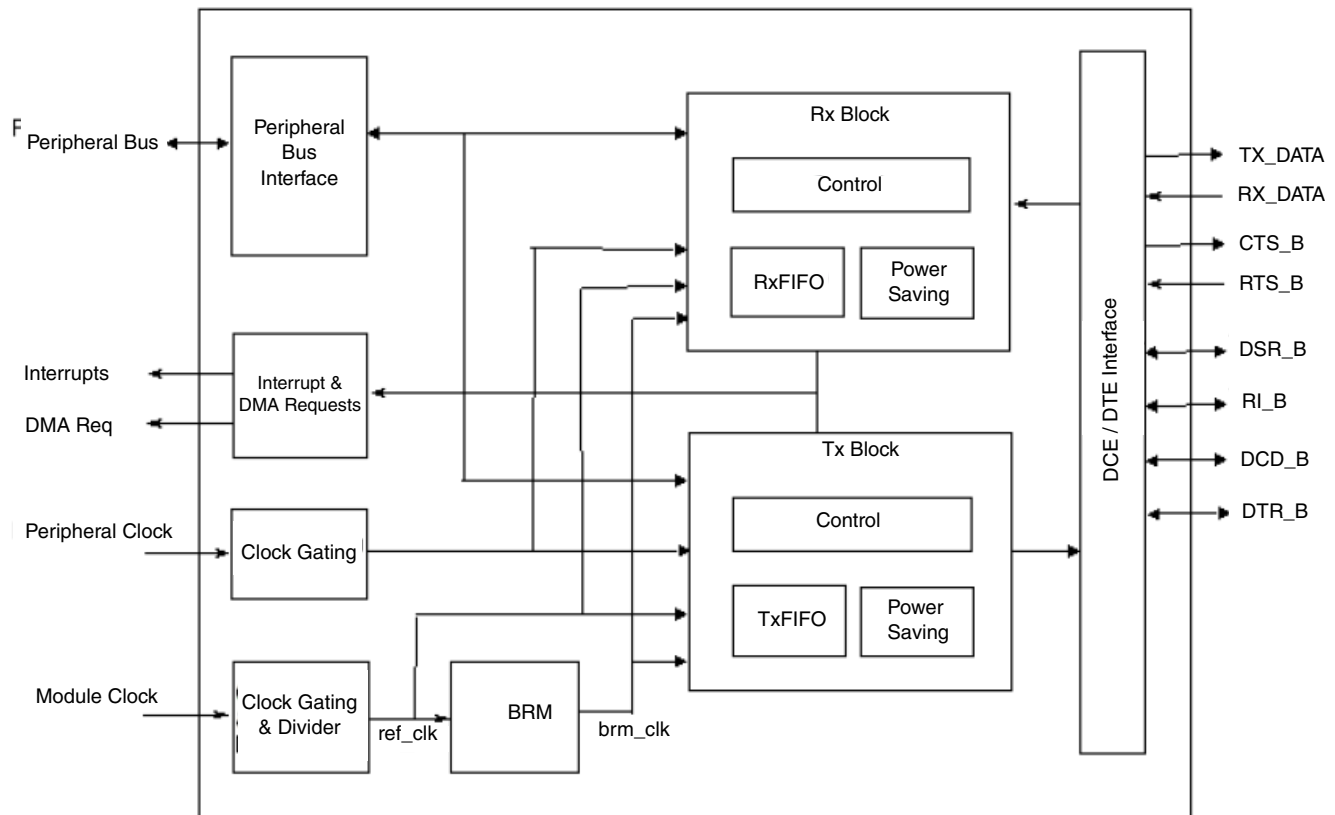 Peripheral Bus
Peripheral
Bus
Interface
Interrupts
DMA Req
Interrupt &
DMA Requests
Peripheral Clock
Clock Gating
Module Clock
Clock Gating
& Divider
ref_clk
BRM
brm_clk
Rx Block
Control
RxFIFO
Power
Saving
Tx Block
Control
TxFIFO
Power
Saving
DCE / DTE Interface
TX_DATA
RX_DATA
CTS_B
RTS_B
DSR_B
RI_B
DCD_B
DTR_B